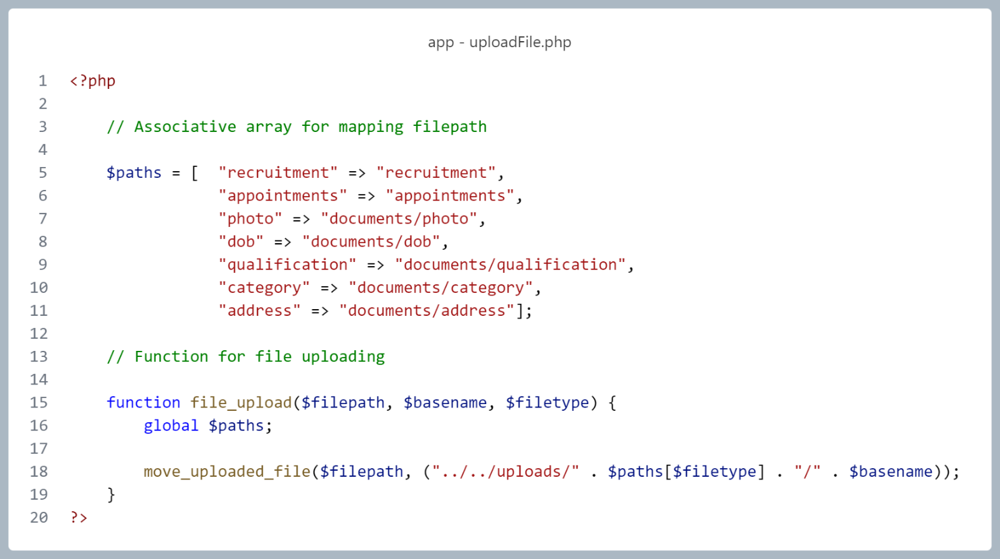 app - uploadFile.php
1 <?php
2
3 // Associative array for mapping filepath
4
5 $paths = [ "recruitment" => "recruitment",
6 "appointments" => "appointments",
7 "photo" => "documents/photo",
8 "dob" => "documents/dob",
9 "qualification" => "documents/qualification",
10 "category" => "documents/category",
11 "address" => "documents/address"];
12
13 // Function for file uploading
14
15 function file_upload($filepath, $basename, $filetype) {
16 global $paths;
17
18 move_uploaded_file($filepath, ("../../uploads/" . $paths[$filetype] . "/" . $basename));
19 }
20 ?>